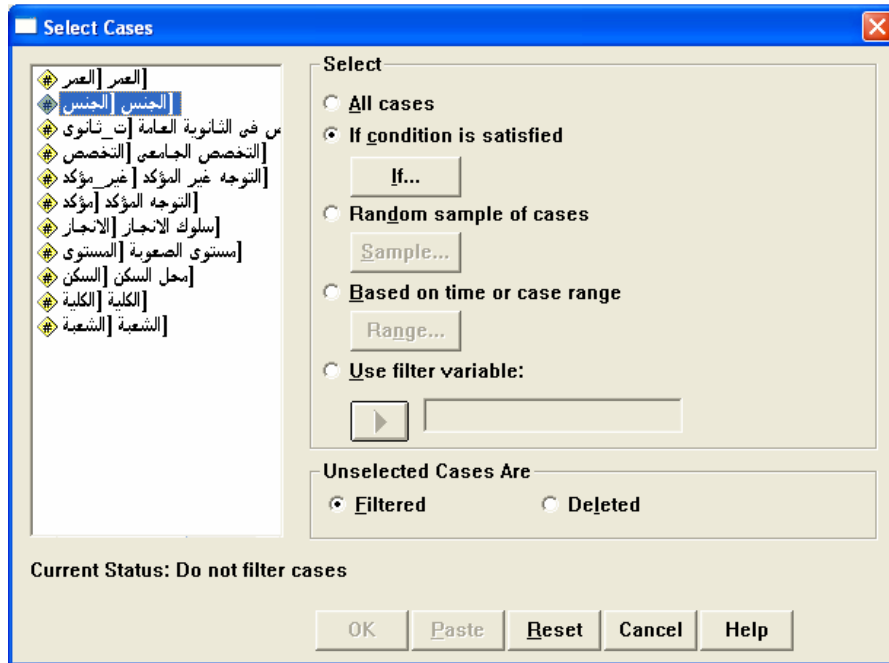 Select Cases
العمر [العمر]
الجنس [الجنس]
ص فى الثانوية العامة [ت_ثانوى
التخصص الجامعى [التخصص]
التوجه غير المؤكد [غير_مؤكد]
التوجه المؤكد [مؤكد]
سلوك الانجاز [الانجاز]
مستوى الصعوبة [المستوى]
محل السكن [السكن]
الكلية [الكلية]
الشعبة [الشعبة]
Select
All cases
If condition is satisfied
If...
Random sample of cases
Sample...
Based on time or case range
Range...
Use filter variable:
Unselected Cases Are
Filtered
Deleted
Current Status: Do not filter cases
OK
Paste
Reset
Cancel
Help